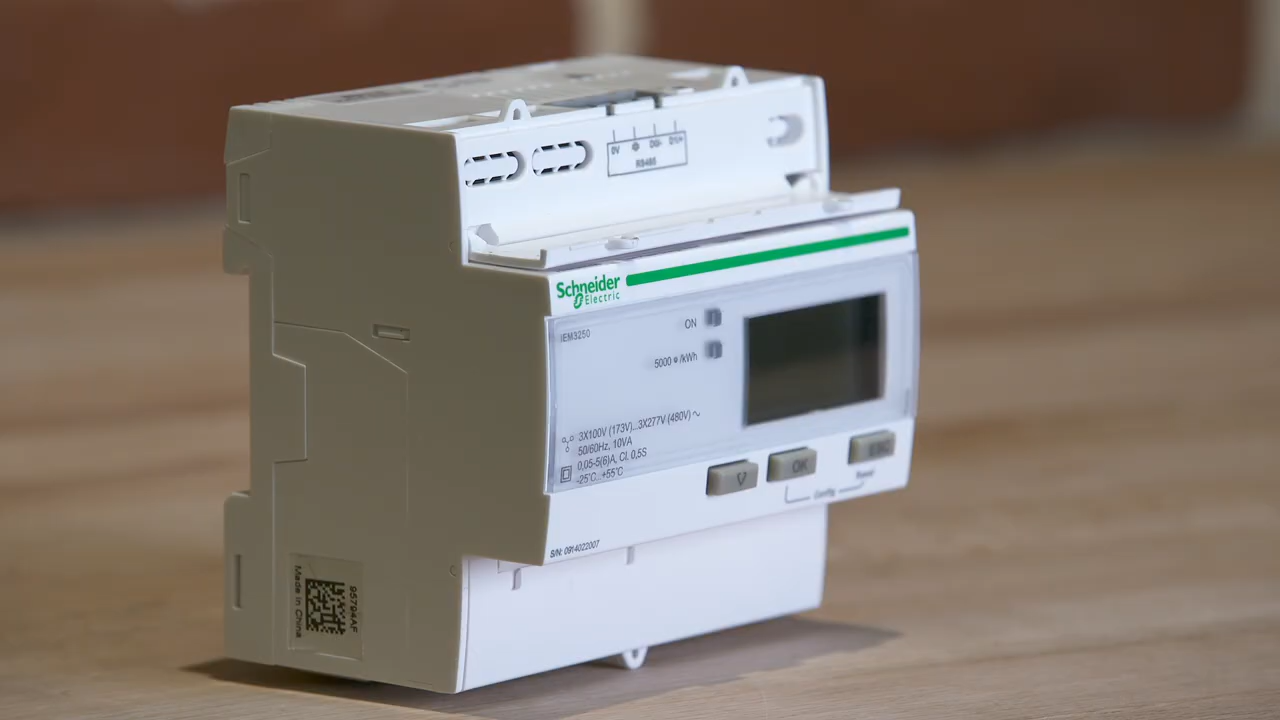 0V ⏚ D0/- D1/+
RS485
Schneider
Electric
iEM3250
ON
5000 /kWh
3X100V (173V)...3X277V (480V) ~
50/60Hz, 10VA
0,05-5(6)A, Cl. 0,5S
-25°C...+55°C
OK
ESC
Reset
Config
S/N: 0914022007
95794AF
Made in China